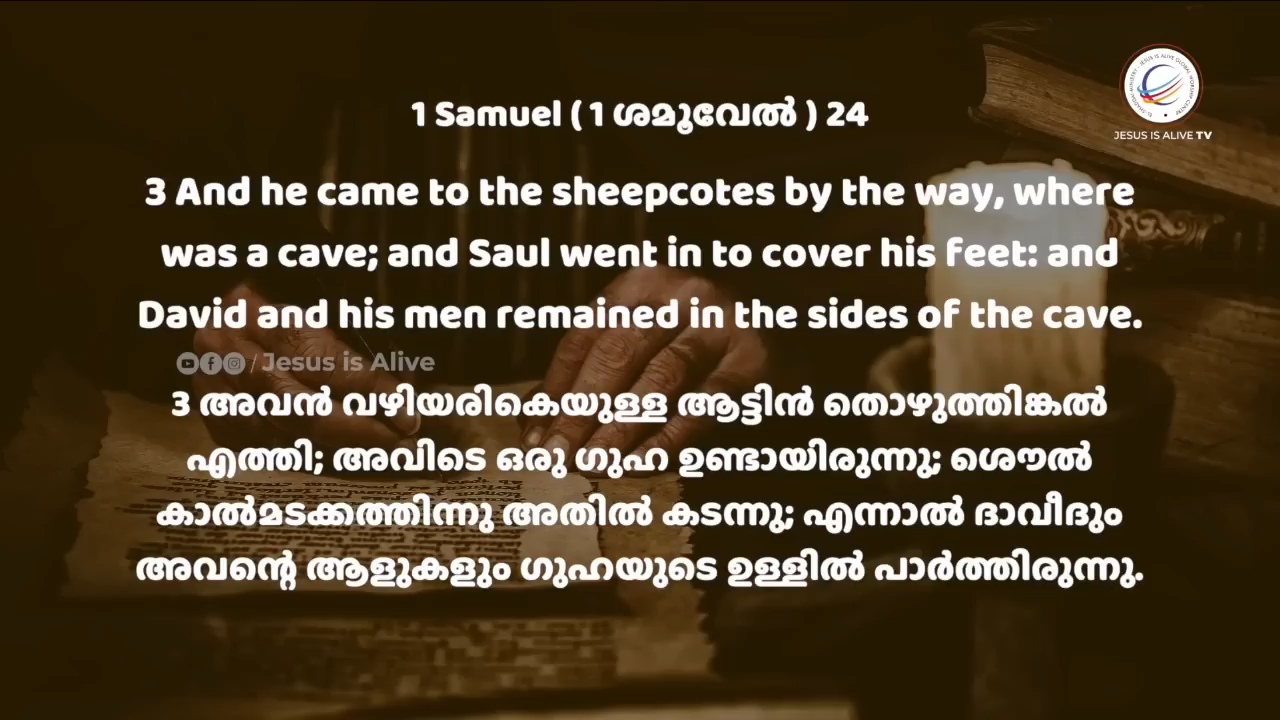 JESUS IS ALIVE TV
1 Samuel ( 1 ശമൂവേൽ ) 24
3 And he came to the sheepcotes by the way, where
was a cave; and Saul went in to cover his feet: and
David and his men remained in the sides of the cave.
/ Jesus is Alive
3 അവൻ വഴിയരികെയുള്ള ആട്ടിൻ തൊഴുത്തിങ്കൽ
എത്തി; അവിടെ ഒരു ഗുഹ ഉണ്ടായിരുന്നു; ശൌൽ
കാൽമടക്കത്തിന്നു അതിൽ കടന്നു; എന്നാൽ ദാവീദും
അവന്റെ ആളുകളും ഗുഹയുടെ ഉള്ളിൽ പാർത്തിരുന്നു.